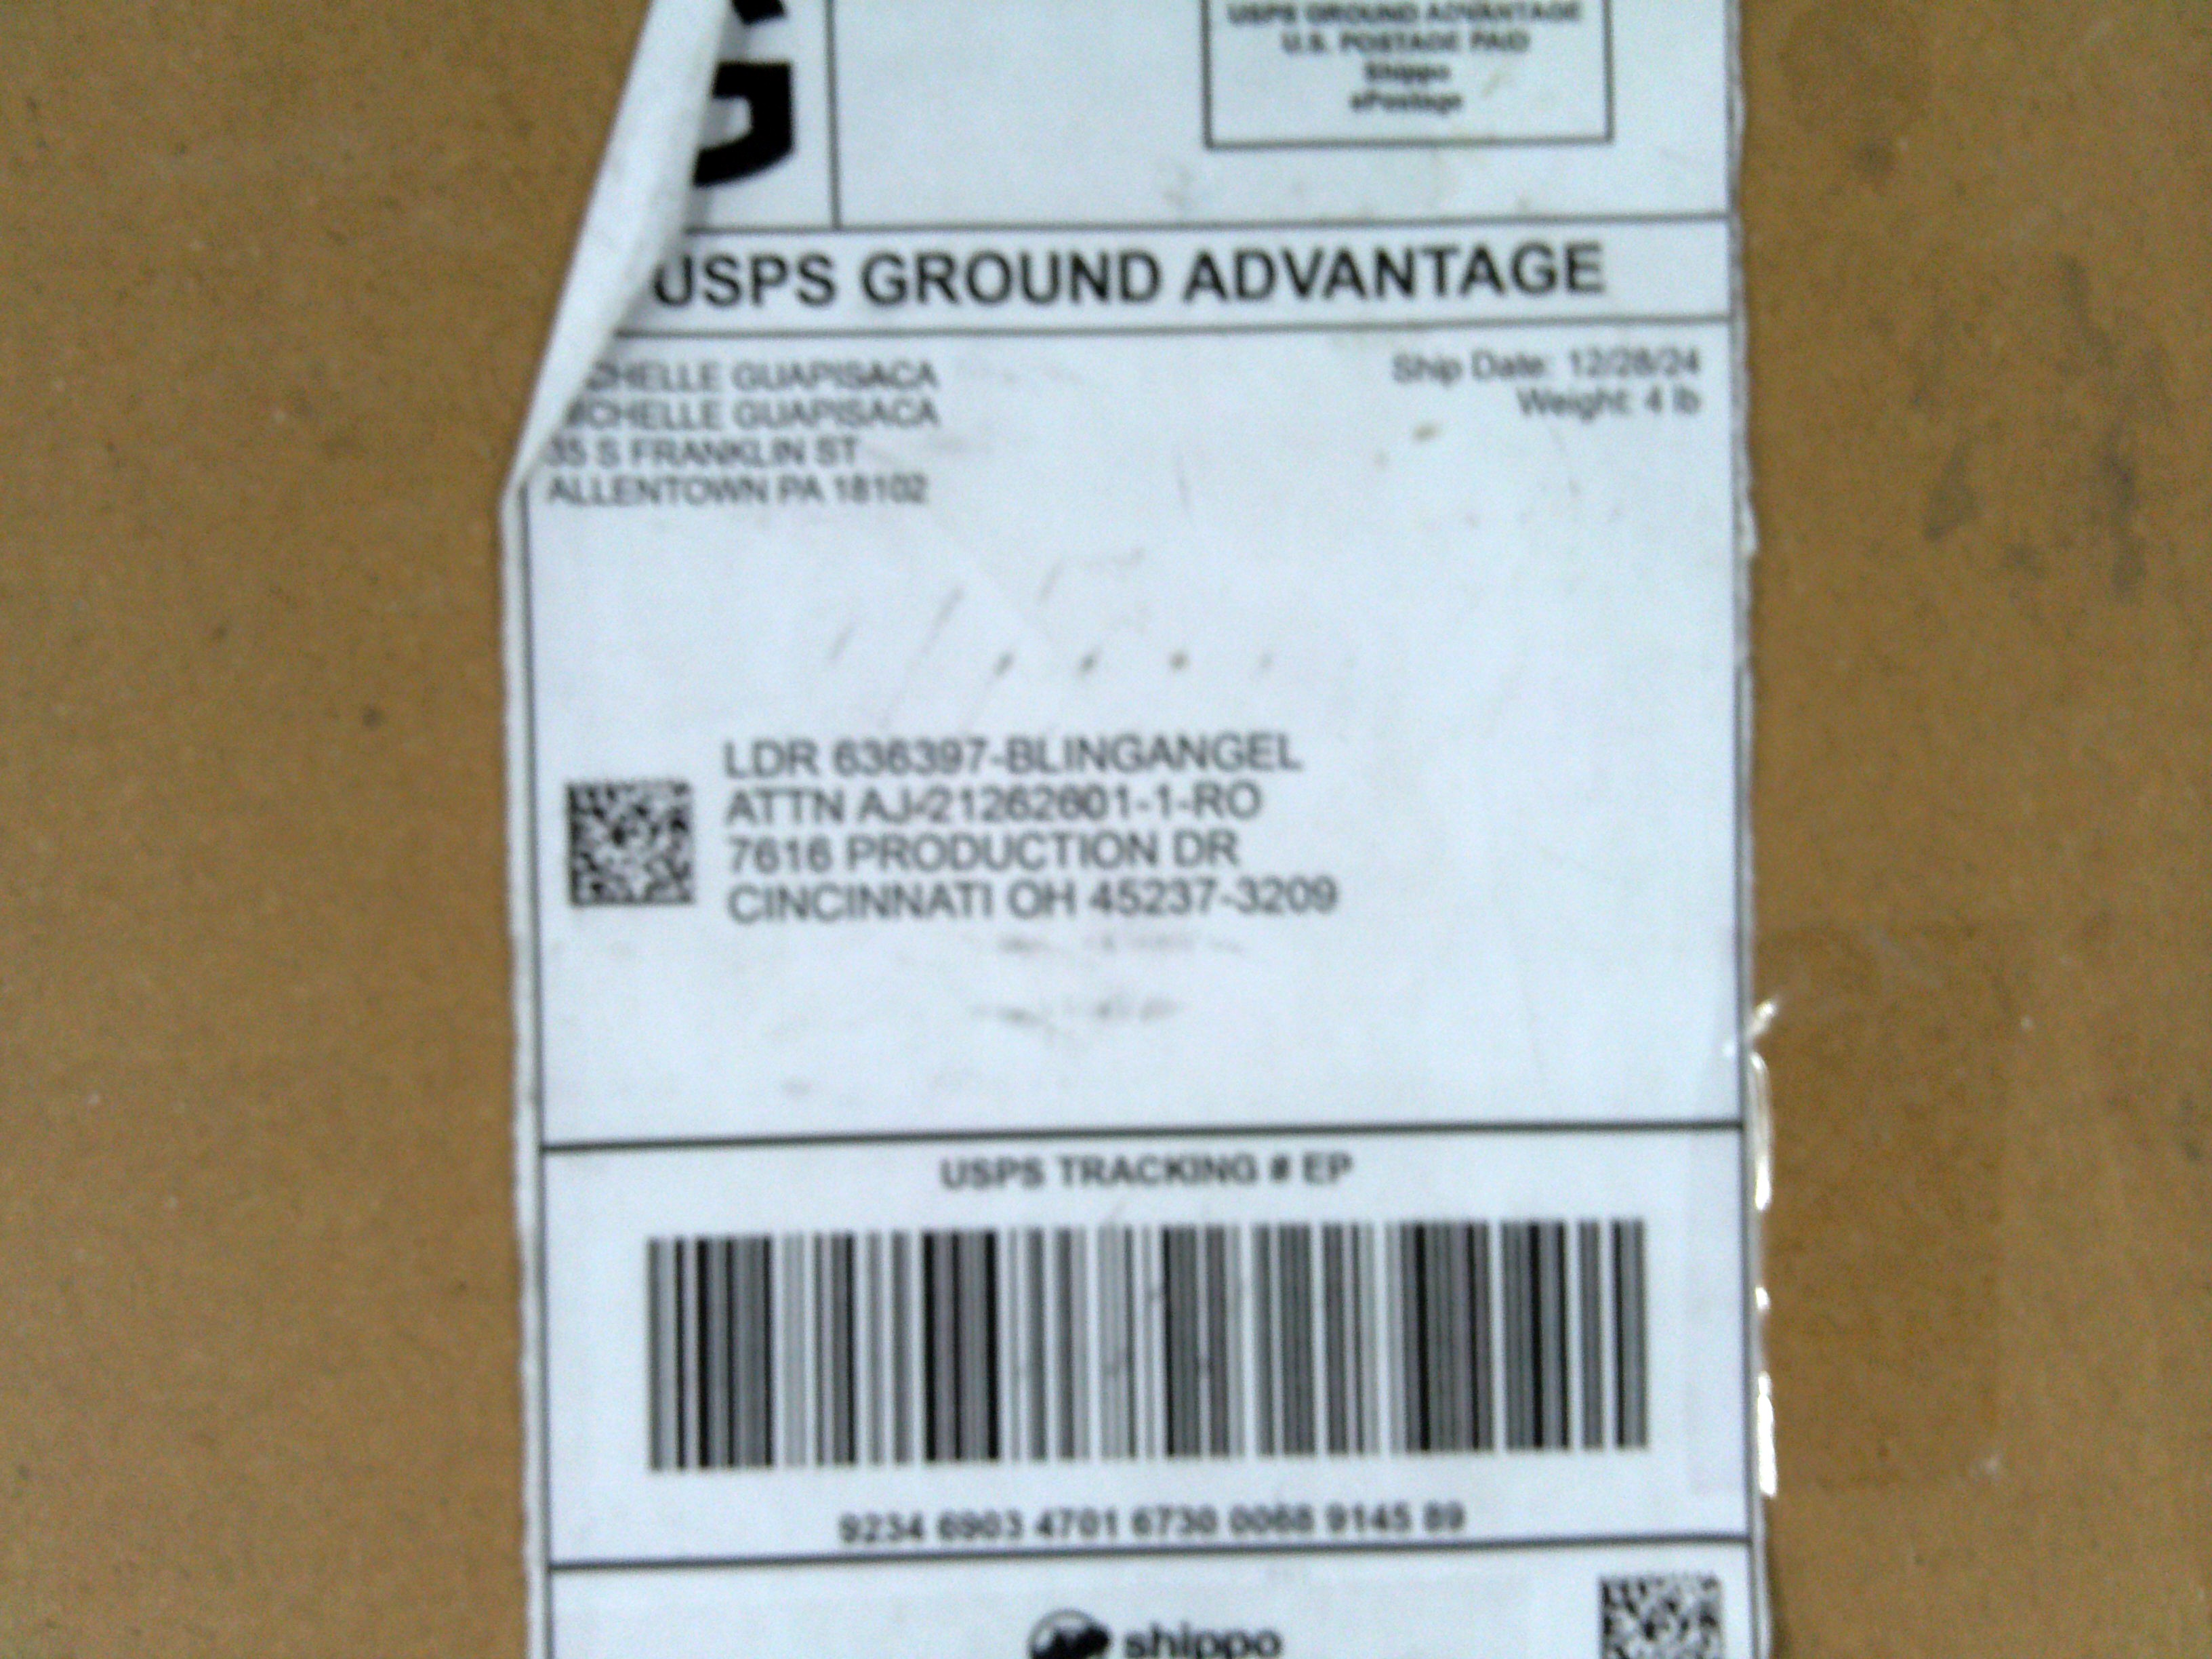 G
USPS GROUND ADVANTAGE
U.S. POSTAGE PAID
Shippo
ePostage
USPS GROUND ADVANTAGE
CHELLE GUAPISACA
ICHELLE GUAPISACA
35 S FRANKLIN ST
ALLENTOWN PA 18102
Ship Date: 12/28/24
Weight: 4 lb
LDR 636397-BLINGANGEL
ATTN AJ-21262601-1-RO
7616 PRODUCTION DR
CINCINNATI OH 45237-3209
USPS TRACKING # EP
9234 6903 4701 6730 0068 9145 89
shippo